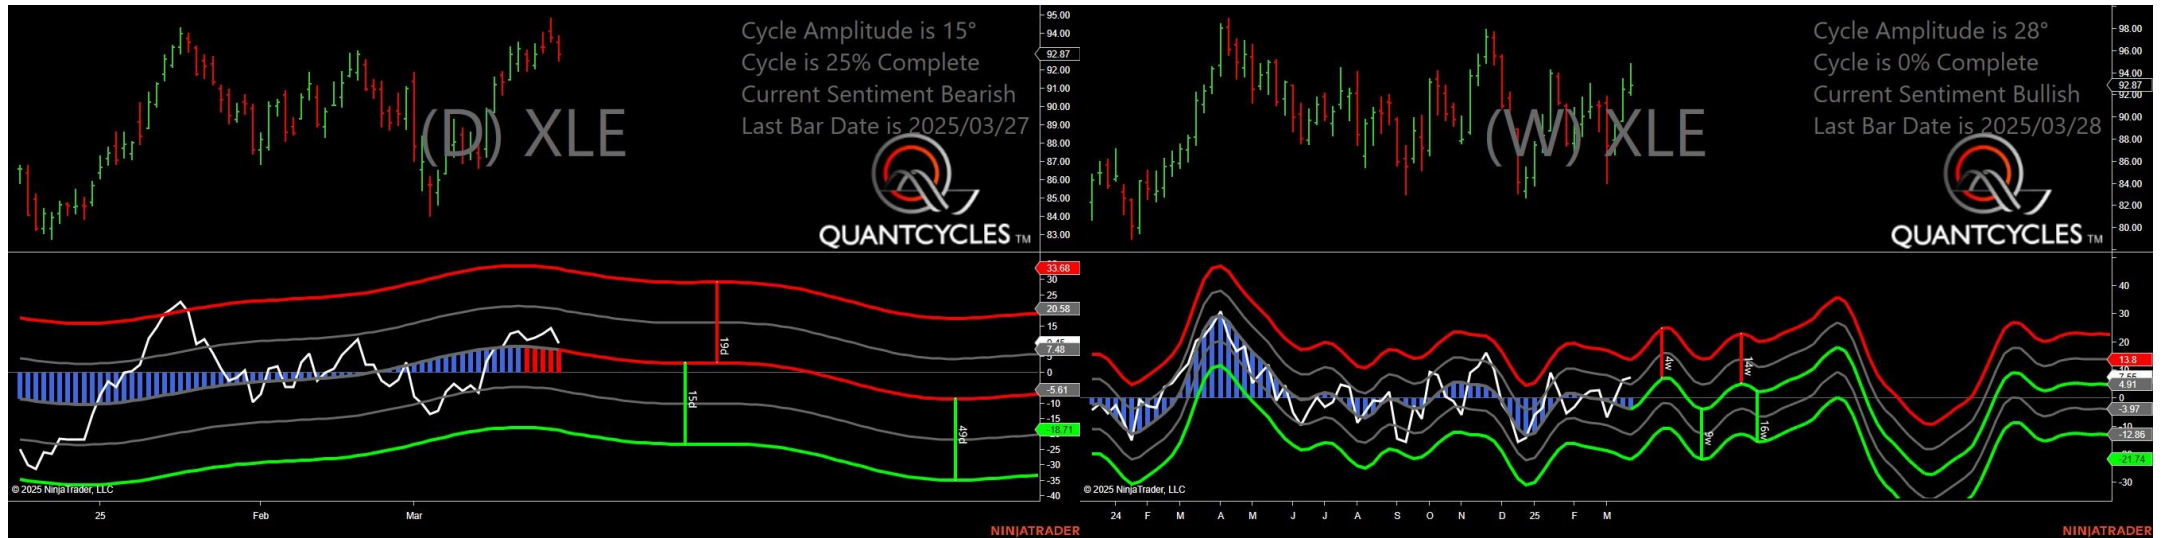 Cycle Amplitude is 15°
Cycle is 25% Complete
Current Sentiment Bearish
Last Bar Date is 2025/03/27
(D) XLE
QUANTCYCLES TM
95.00
94.00
92.87
92.00
91.00
90.00
89.00
88.00
87.00
86.00
85.00
84.00
83.00
33.68
30
25
20.58
15
7.48
5
0
-5.61
-10
-15
-18.71
-25
-30
-35
-40
19d
15d
49d
© 2025 NinjaTrader, LLC
25 Feb Mar
NINJATRADER
Cycle Amplitude is 28°
Cycle is 0% Complete
Current Sentiment Bullish
Last Bar Date is 2025/03/28
(W) XLE
QUANTCYCLES TM
98.00
96.00
94.00
92.87
92.00
90.00
88.00
86.00
84.00
82.00
80.00
40
30
20
13.8
4.91
0
-3.97
-12.86
-21.74
-30
4w
9w
14w
16w
© 2025 NinjaTrader, LLC
24 F M A M J J A S O N D 25 F M
NINJATRADER